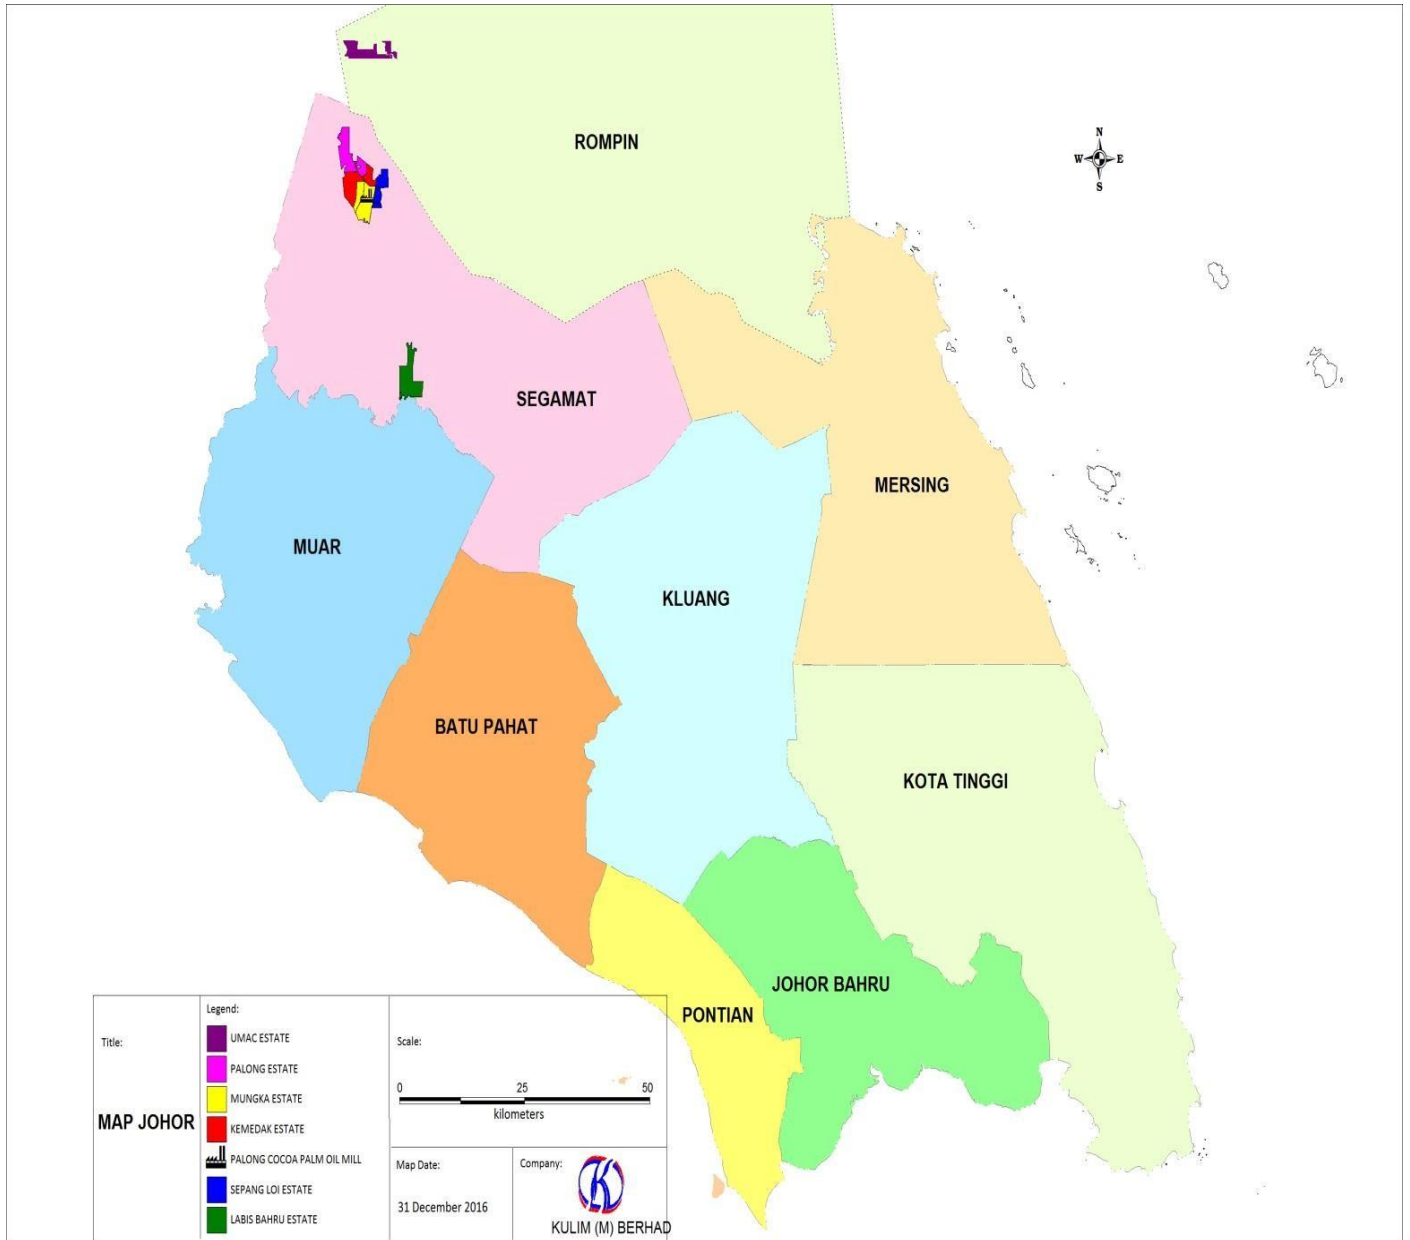 ROMPIN
N
W E
S
SEGAMAT
MERSING
MUAR
KLUANG
BATU PAHAT
KOTA TINGGI
JOHOR BAHRU
PONTIAN
Title:
MAP JOHOR
Legend:
UMAC ESTATE
PALONG ESTATE
MUNGKA ESTATE
KEMEDAK ESTATE
PALONG COCOA PALM OIL MILL
SEPANG LOI ESTATE
LABIS BAHRU ESTATE
Scale:
0 25 50
kilometers
Map Date:
31 December 2016
Company:
K
KULIM (M) BERHAD